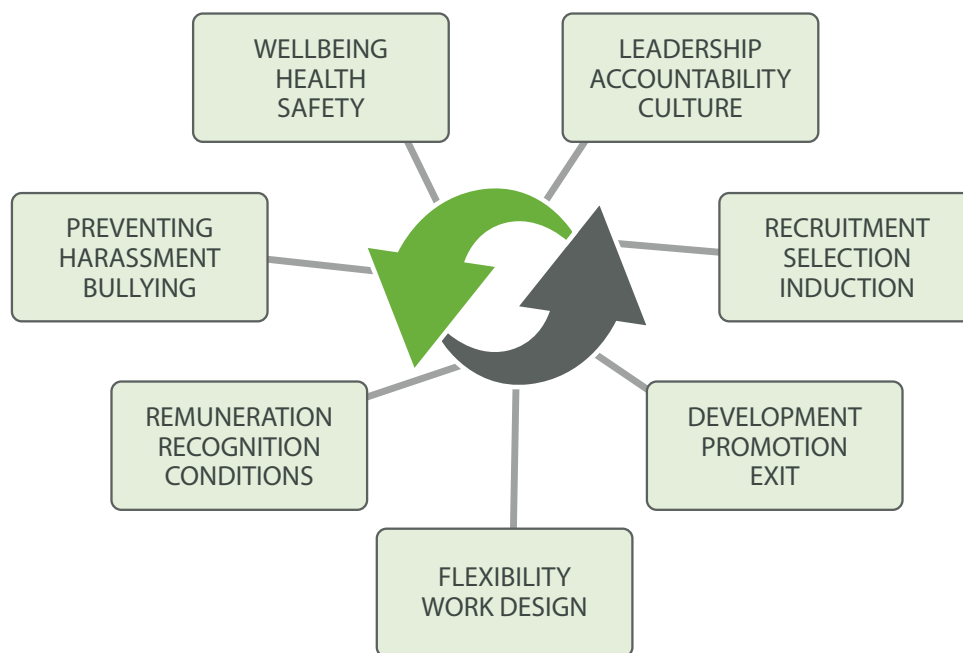 WELLBEING
HEALTH
SAFETY
LEADERSHIP
ACCOUNTABILITY
CULTURE
PREVENTING
HARASSMENT
BULLYING
RECRUITMENT
SELECTION
INDUCTION
REMUNERATION
RECOGNITION
CONDITIONS
DEVELOPMENT
PROMOTION
EXIT
FLEXIBILITY
WORK DESIGN